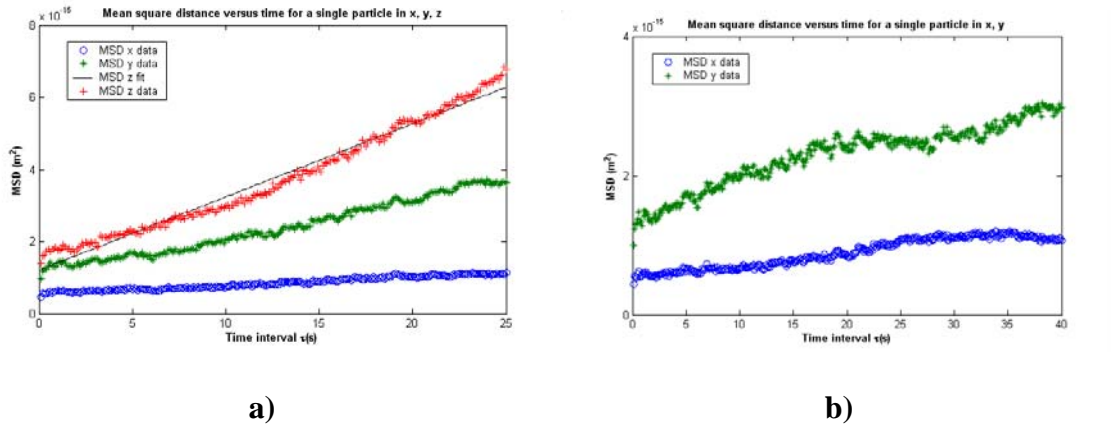 Mean square distance versus time for a single particle in x, y, z
x 10⁻¹⁵
8
6
4
2
0
MSD (m²)
MSD x data
MSD y data
MSD z fit
MSD z data
0 5 10 15 20 25
Time interval τ(s)
a)
Mean square distance versus time for a single particle in x, y
4 x 10⁻¹⁵
2
0
MSD (m²)
MSD x data
MSD y data
0 5 10 15 20 25 30 35 40
Time interval τ(s)
b)